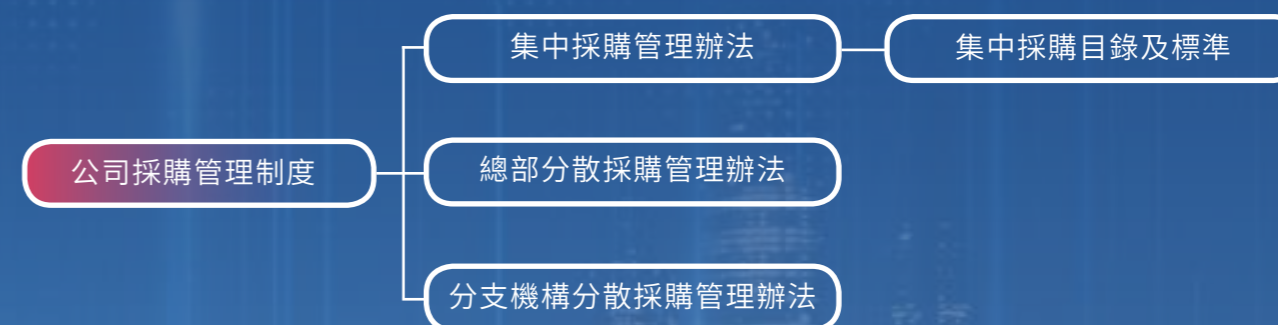 集中採購管理辦法
集中採購目錄及標準
公司採購管理制度
總部分散採購管理辦法
分支機構分散採購管理辦法